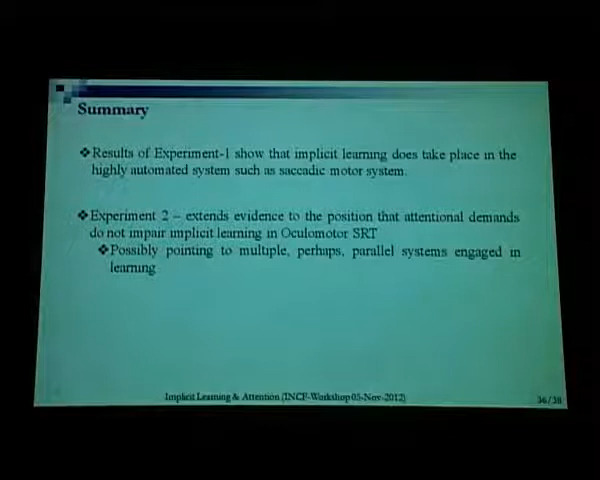 Summary
❖Results of Experiment-1 show that implicit learning does take place in the
highly automated system such as saccadic motor system.
❖Experiment 2 – extends evidence to the position that attentional demands
do not impair implicit learning in Oculomotor SRT
❖Possibly pointing to multiple, perhaps, parallel systems engaged in
learning
Implicit Learning & Attention (INCF-Workshop 05-Nov-2012)
36/38